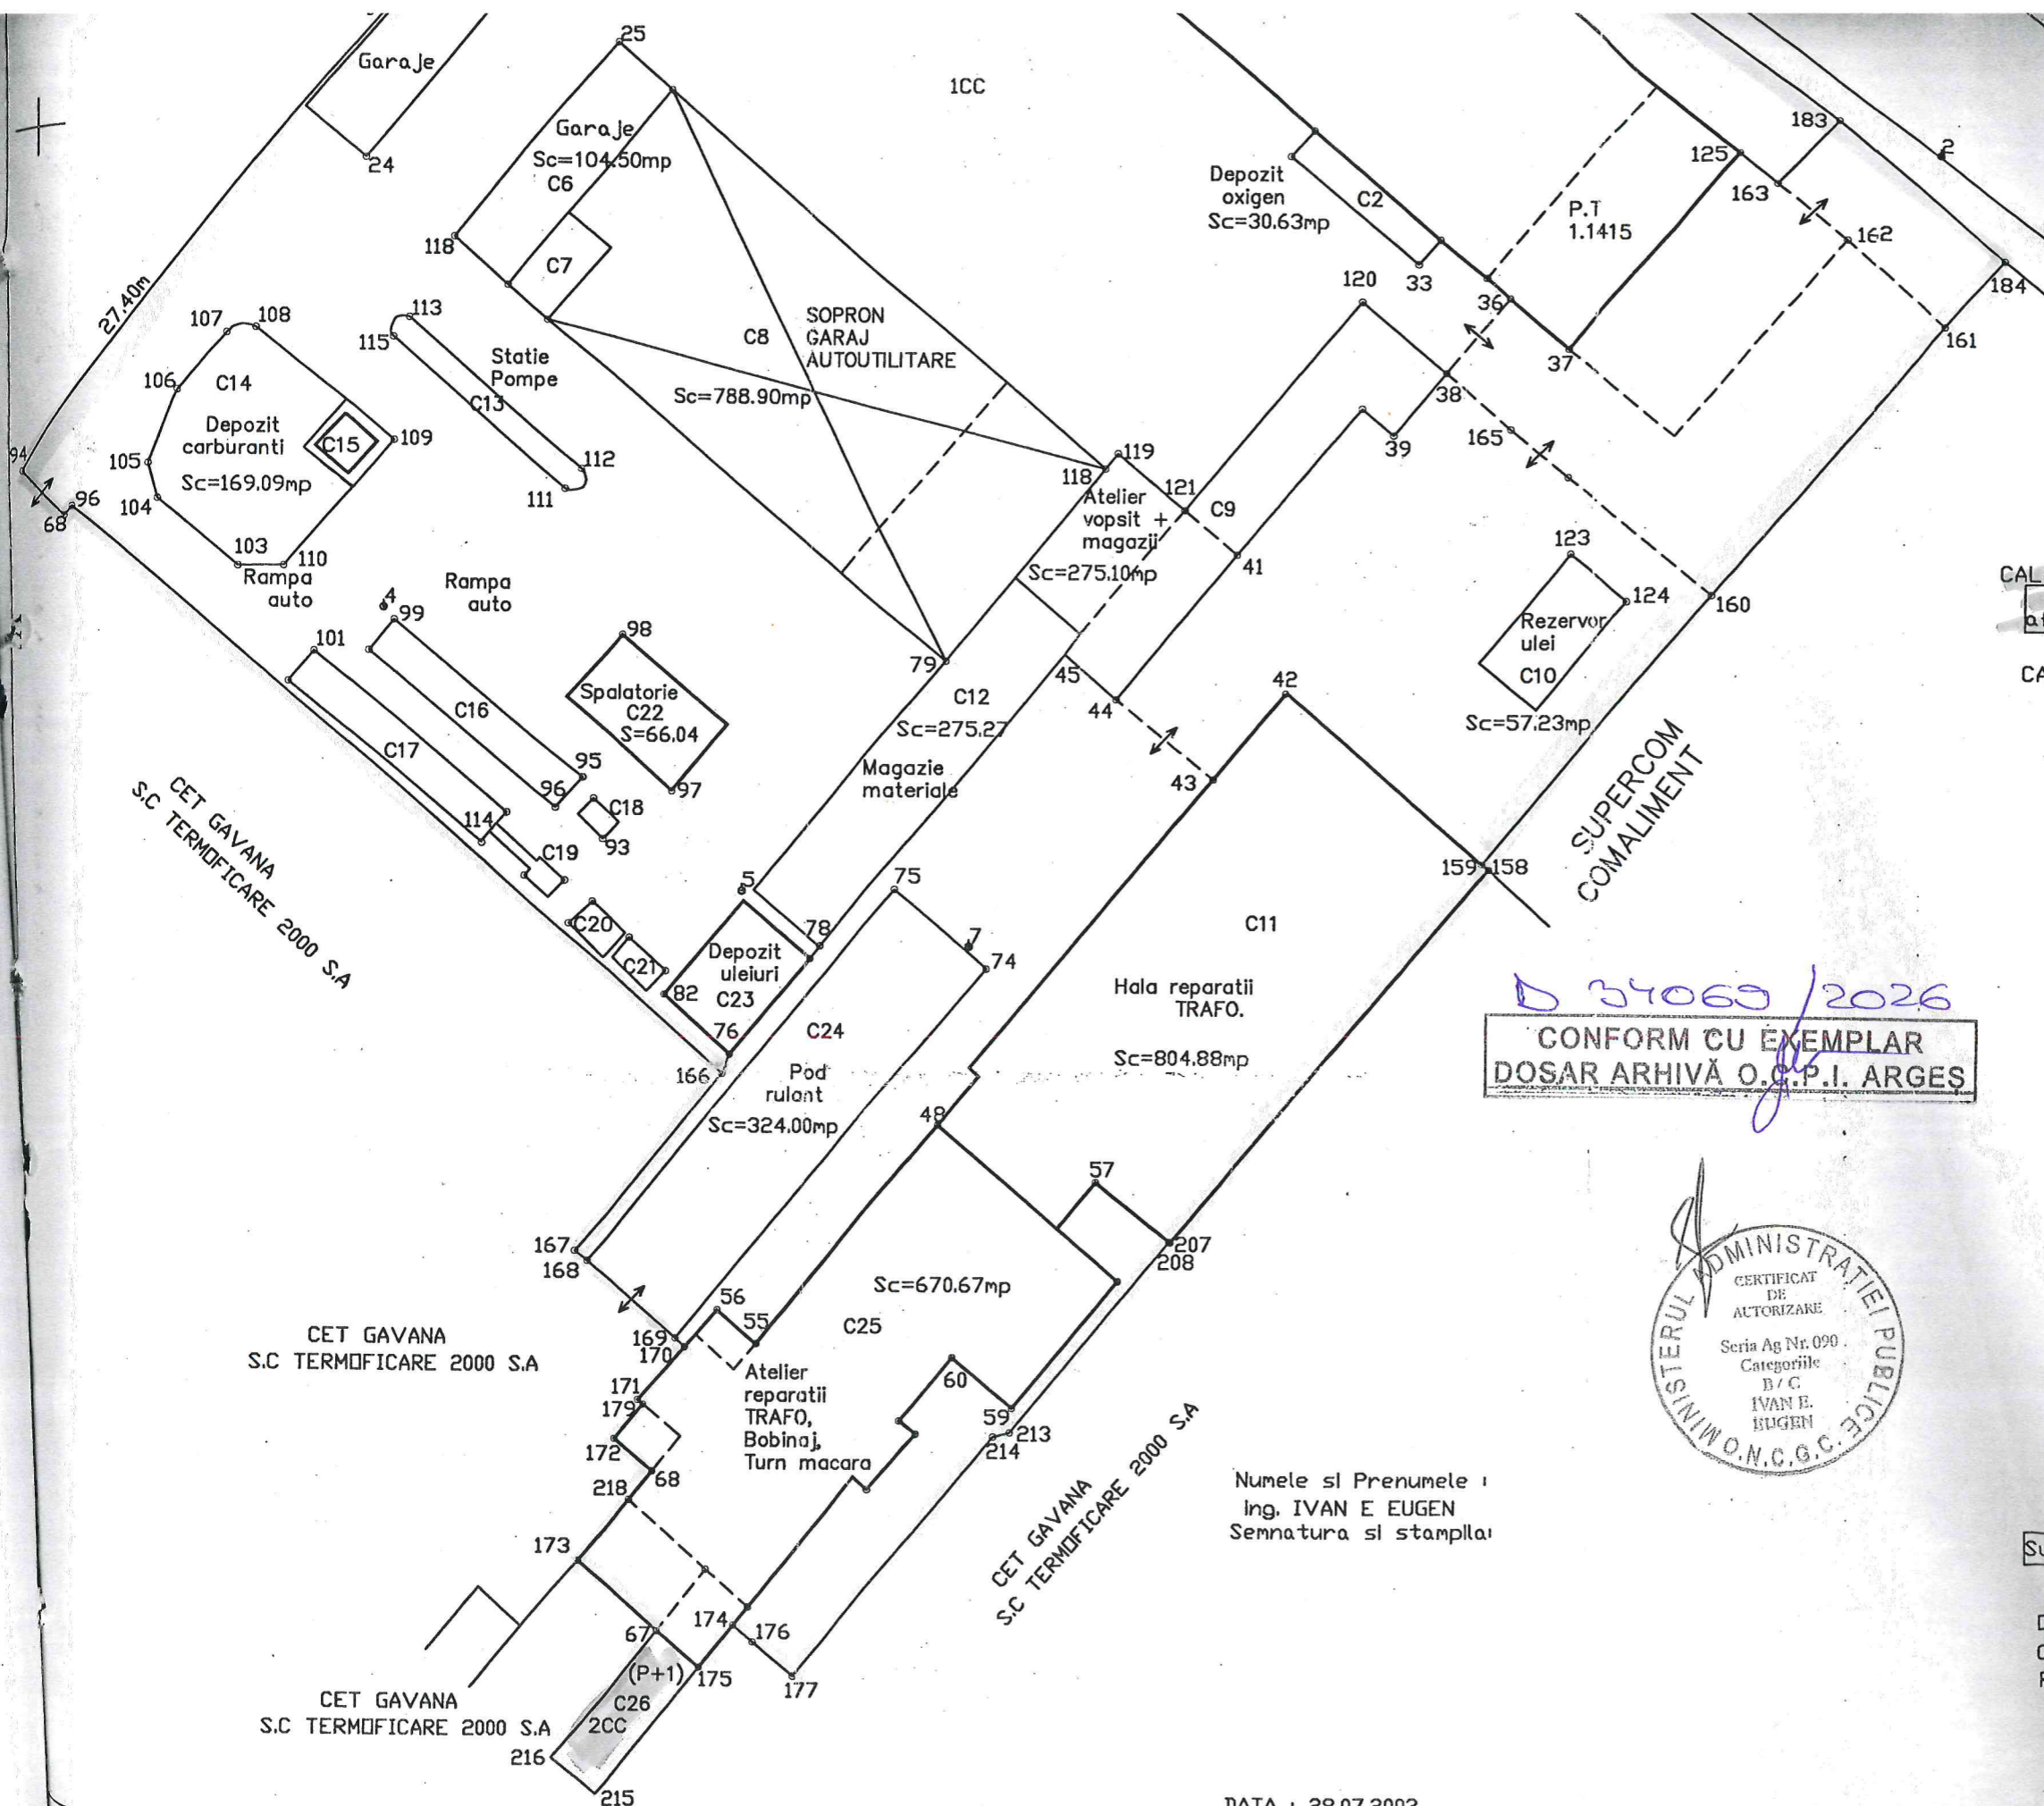 25
Garaje
1CC
24
Garaje
Sc=104.50mp
C6
118
C7
27.40m
107
108
113
115
Statie
Pompe
C13
106
C14
Depozit
carburanti
Sc=169.09mp
C15
109
105
104
94
96
68
103
110
111
112
C8
SOPRON
GARAJ
AUTOUTILITARE
Sc=788.90mp
Depozit
oxigen
Sc=30.63mp
C2
33
P.T
1.1415
125
183
2
163
162
184
161
36
37
120
38
39
165
119
118
121
C9
Atelier
vopsit +
magazii
Sc=275.10mp
41
123
124
Rezervor
ulei
C10
Sc=57.23mp
160
CAL
CA
Rampa
auto
Rampa
auto
4
99
101
98
Spalatorie
C22
S=66.04
97
C16
C17
95
96
C18
93
114
C19
C20
C21
79
C12
Sc=275.27
Magazie
materiale
45
44
43
42
SUPERCOM
COMALIMENT
159
158
CET GAVANA
S.C TERMOFICARE 2000 S.A
5
78
75
7
74
Depozit
uleiuri
C23
82
76
166
C24
Pod
rulant
Sc=324.00mp
C11
Hala reparatii
TRAFO.
Sc=804.88mp
D 34069/2026
CONFORM CU EXEMPLAR
DOSAR ARHIVĂ O.C.P.I. ARGEȘ
48
57
207
208
167
168
169
170
56
55
Sc=670.67mp
C25
CET GAVANA
S.C TERMOFICARE 2000 S.A
171
179
172
68
218
173
Atelier
reparatii
TRAFO,
Bobinaj,
Turn macara
60
59
213
214
CET GAVANA
S.C TERMOFICARE 2000 S.A
MINISTERUL ADMINISTRATIEI PUBLICE
O.N.C.G.C.
CERTIFICAT
DE
AUTORIZARE
Seria Ag Nr. 090
Categoriile
B / C
IVAN E.
EUGEN
Numele si Prenumele :
Ing. IVAN E EUGEN
Semnatura si stampila:
67
174
176
175
177
(P+1)
C26
2CC
216
215
CET GAVANA
S.C TERMOFICARE 2000 S.A